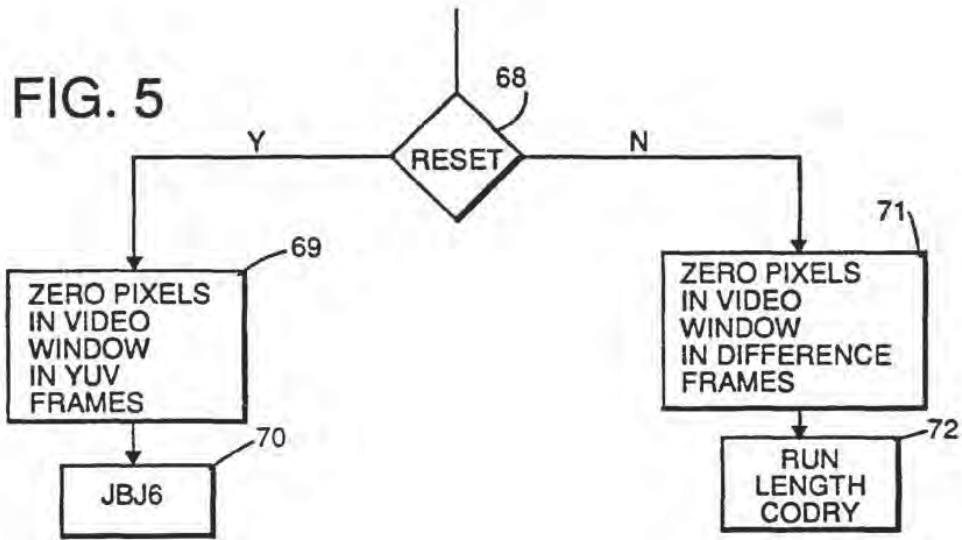 FIG. 5
68
Y
RESET
N
69
ZERO PIXELS
IN VIDEO
WINDOW
IN YUV
FRAMES
70
JBJ6
71
ZERO PIXELS
IN VIDEO
WINDOW
IN DIFFERENCE
FRAMES
72
RUN
LENGTH
CODRY